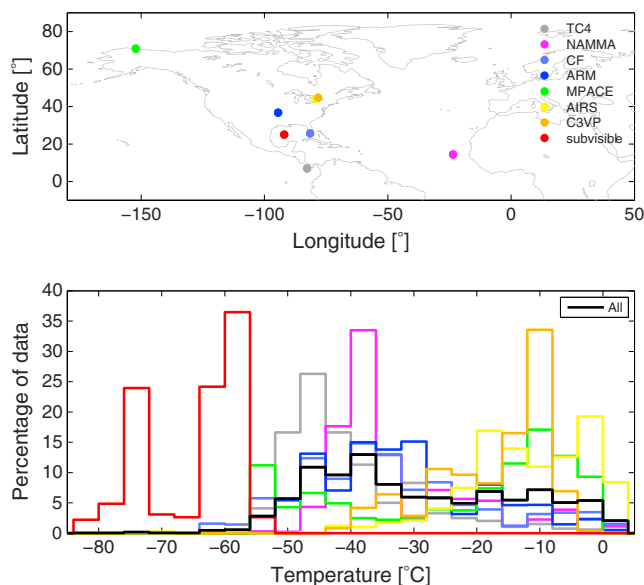 80
60
40
20
0
Latitude [°]
−150
−100
−50
0
50
Longitude [°]
TC4
NAMMA
CF
ARM
MPACE
AIRS
C3VP
subvisible
40
35
30
25
20
15
10
5
0
Percentage of data
All
−80
−70
−60
−50
−40
−30
−20
−10
0
Temperature [°C]